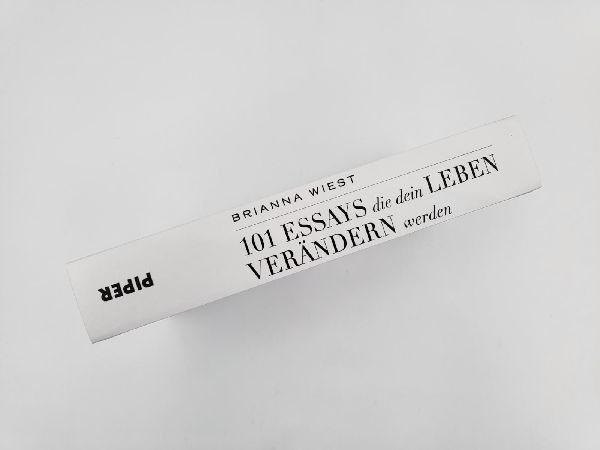 BRIANNA WIEST
101 ESSAYS die dein LEBEN
VERÄNDERN werden
PIPER